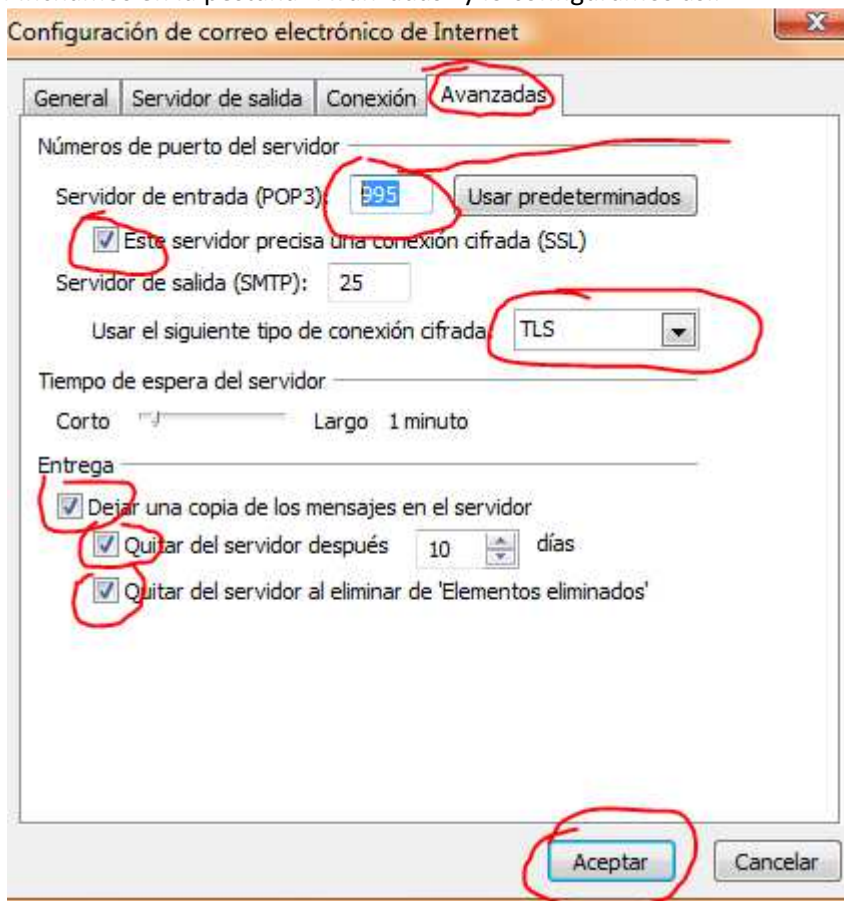 Configuración de correo electrónico de Internet
General Servidor de salida Conexión Avanzadas
Números de puerto del servidor
Servidor de entrada (POP3): 995 Usar predeterminados
Este servidor precisa una conexión cifrada (SSL)
Servidor de salida (SMTP): 25
Usar el siguiente tipo de conexión cifrada: TLS
Tiempo de espera del servidor
Corto Largo 1 minuto
Entrega
Dejar una copia de los mensajes en el servidor
Quitar del servidor después 10 días
Quitar del servidor al eliminar de 'Elementos eliminados'
Aceptar Cancelar